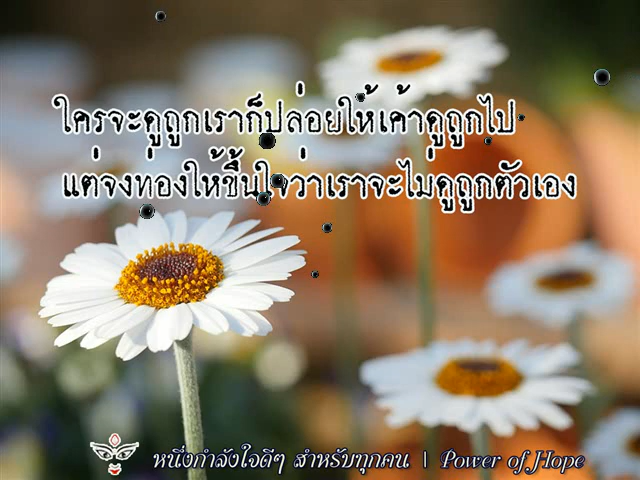 ใครจะดูถูกเราก็ปล่อยให้เค้าดูถูกไป
แต่จงท่องให้ขึ้นใจว่าเราจะไม่ดูถูกตัวเอง
หนึ่งกำลังใจดีๆ สำหรับทุกคน | Power of Hope